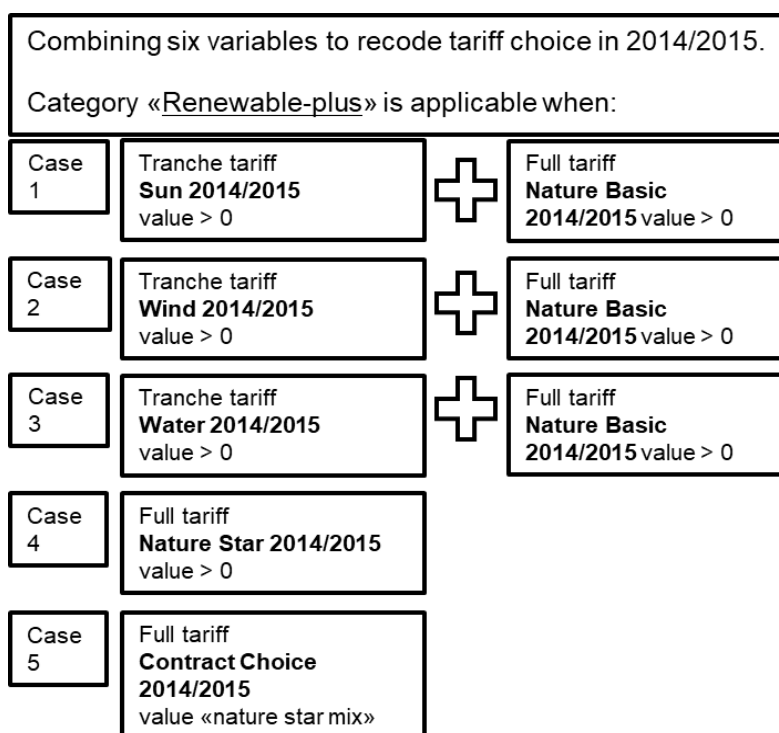 Combining six variables to recode tariff choice in 2014/2015.
Category «Renewable-plus» is applicable when:
Case
1
Tranche tariff
Sun 2014/2015
value > 0
Full tariff
Nature Basic
2014/2015 value > 0
Case
2
Tranche tariff
Wind 2014/2015
value > 0
Full tariff
Nature Basic
2014/2015 value > 0
Case
3
Tranche tariff
Water 2014/2015
value > 0
Full tariff
Nature Basic
2014/2015 value > 0
Case
4
Full tariff
Nature Star 2014/2015
value > 0
Case
5
Full tariff
Contract Choice
2014/2015
value «nature star mix»